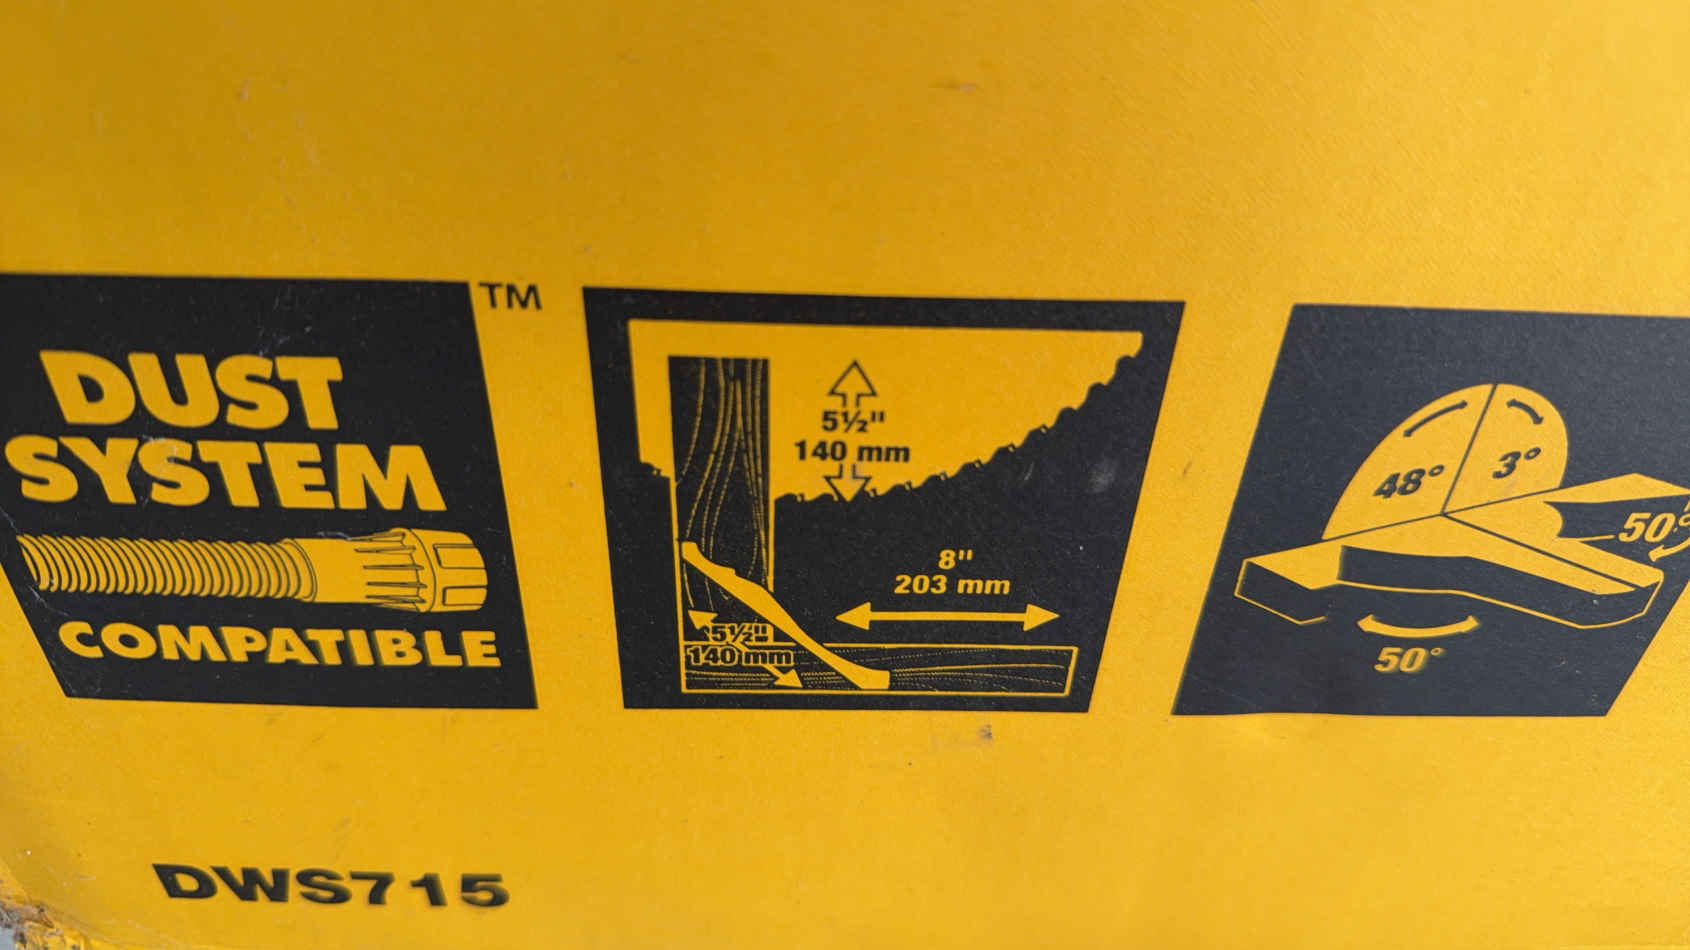 TM
DUST
SYSTEM
COMPATIBLE
5½"
140 mm
8"
203 mm
5½"
140 mm
48°
3°
50°
50°
DWS715